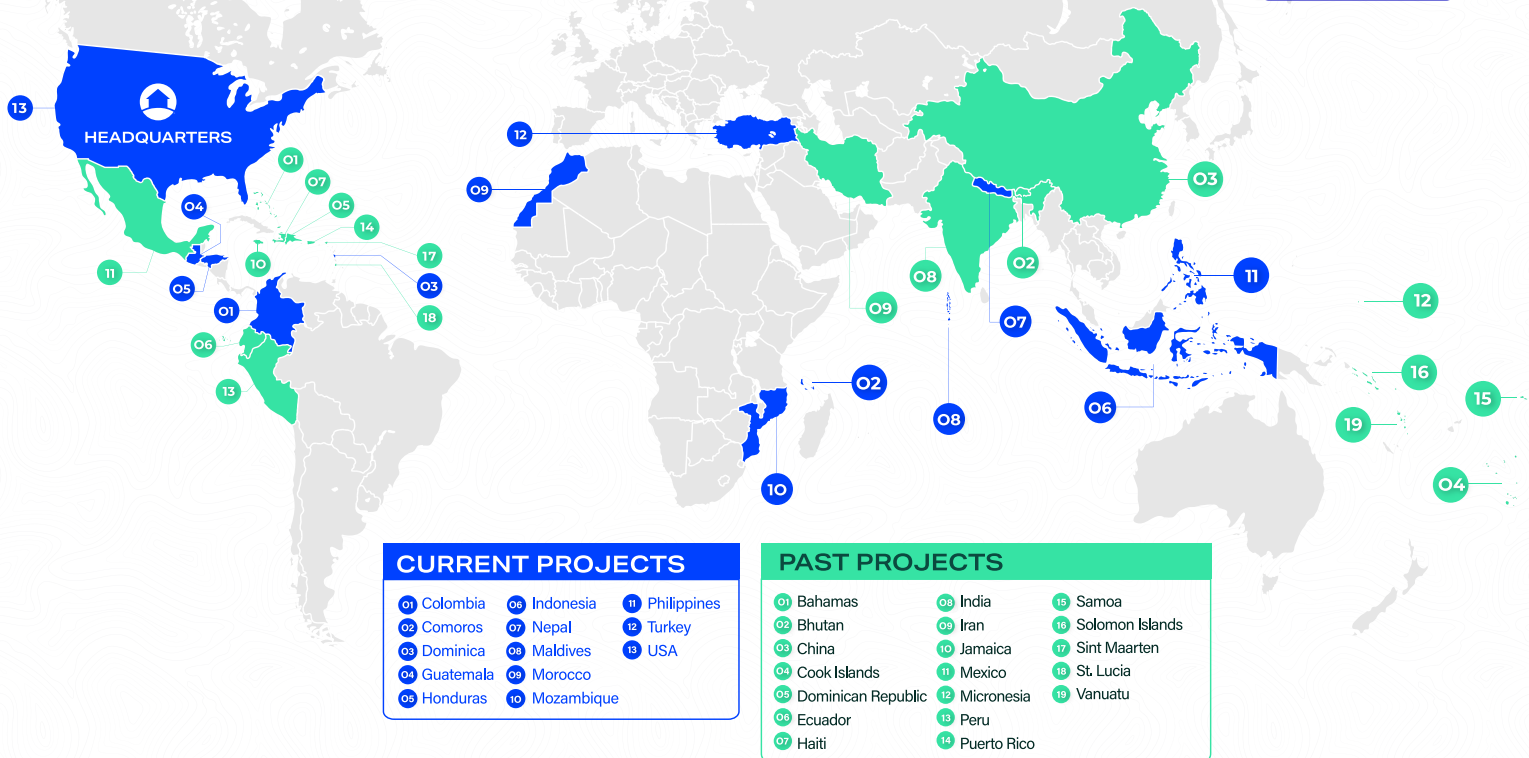 13
HEADQUARTERS
12
01
07
09
04
05
14
17
10
11
05
03
01
18
06
13
03
02
08
11
09
07
12
02
16
08
06
15
19
10
04
CURRENT PROJECTS
01 Colombia
02 Comoros
03 Dominica
04 Guatemala
05 Honduras
06 Indonesia
07 Nepal
08 Maldives
09 Morocco
10 Mozambique
11 Philippines
12 Turkey
13 USA
PAST PROJECTS
01 Bahamas
02 Bhutan
03 China
04 Cook Islands
05 Dominican Republic
06 Ecuador
07 Haiti
08 India
09 Iran
10 Jamaica
11 Mexico
12 Micronesia
13 Peru
14 Puerto Rico
15 Samoa
16 Solomon Islands
17 Sint Maarten
18 St. Lucia
19 Vanuatu